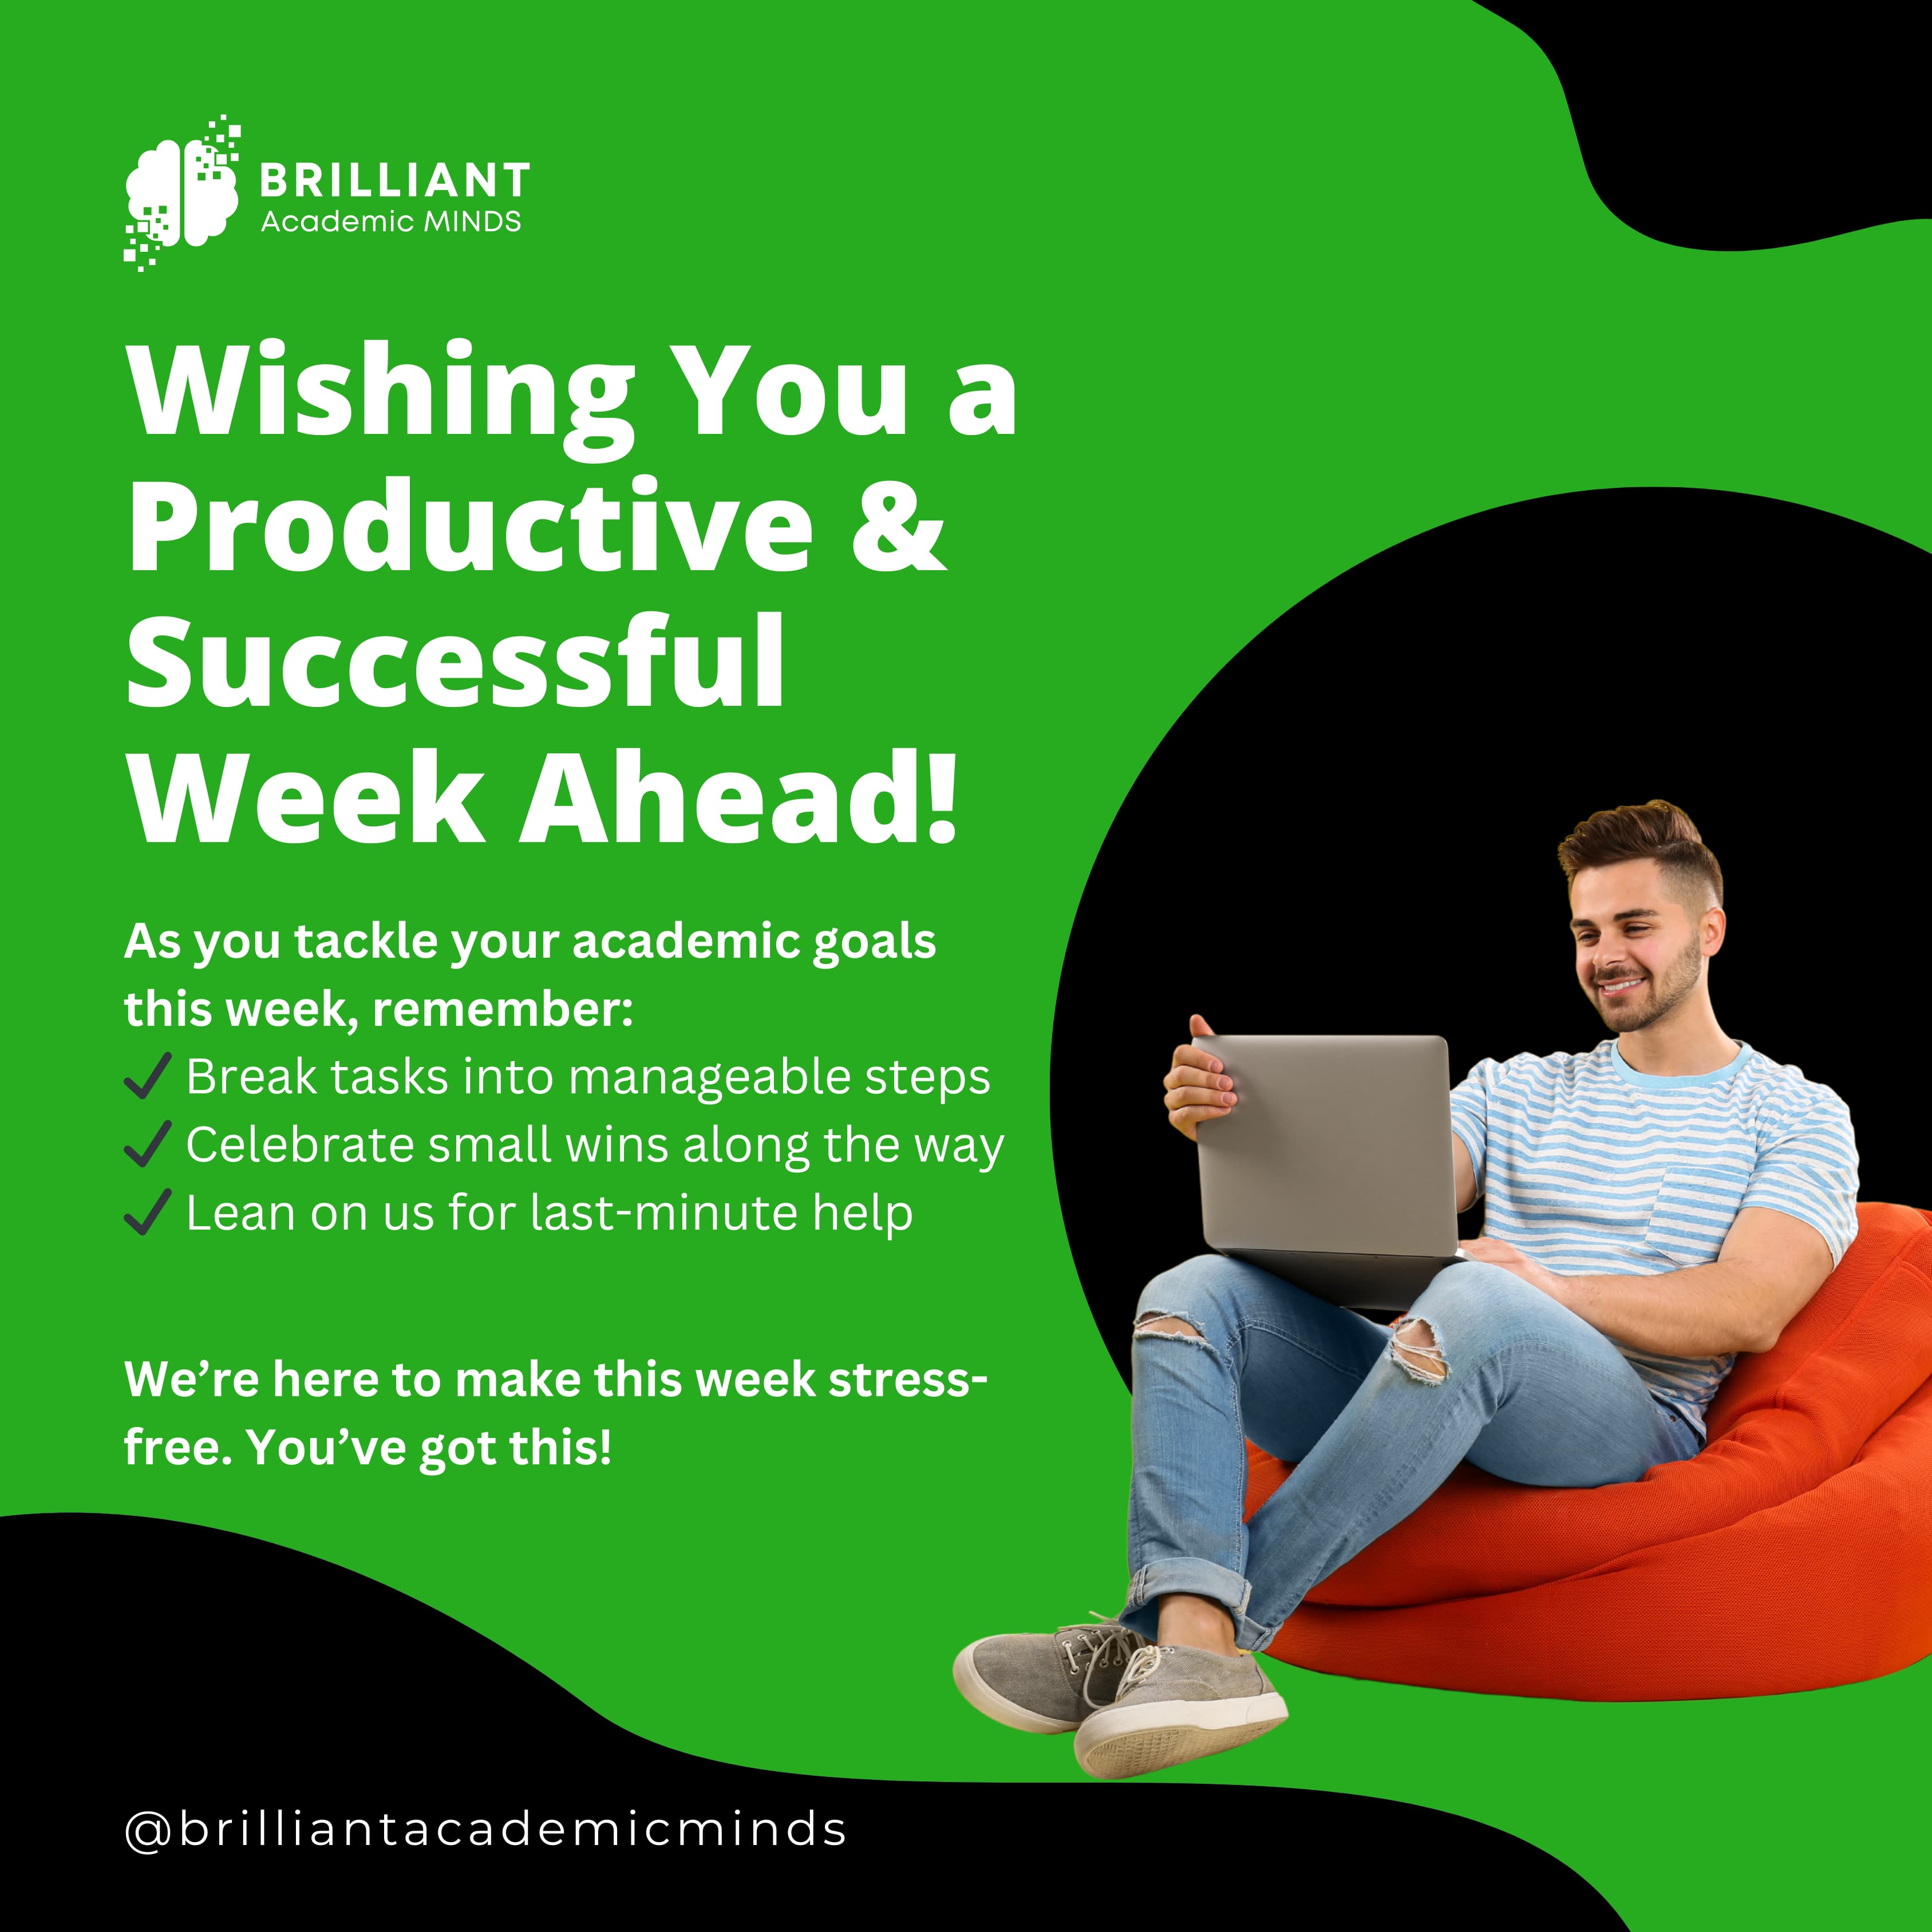 BRILLIANT
Academic MINDS
Wishing You a
Productive &
Successful
Week Ahead!
As you tackle your academic goals
this week, remember:
✔ Break tasks into manageable steps
✔ Celebrate small wins along the way
✔ Lean on us for last-minute help
We’re here to make this week stress-
free. You’ve got this!
@brilliantacademicminds